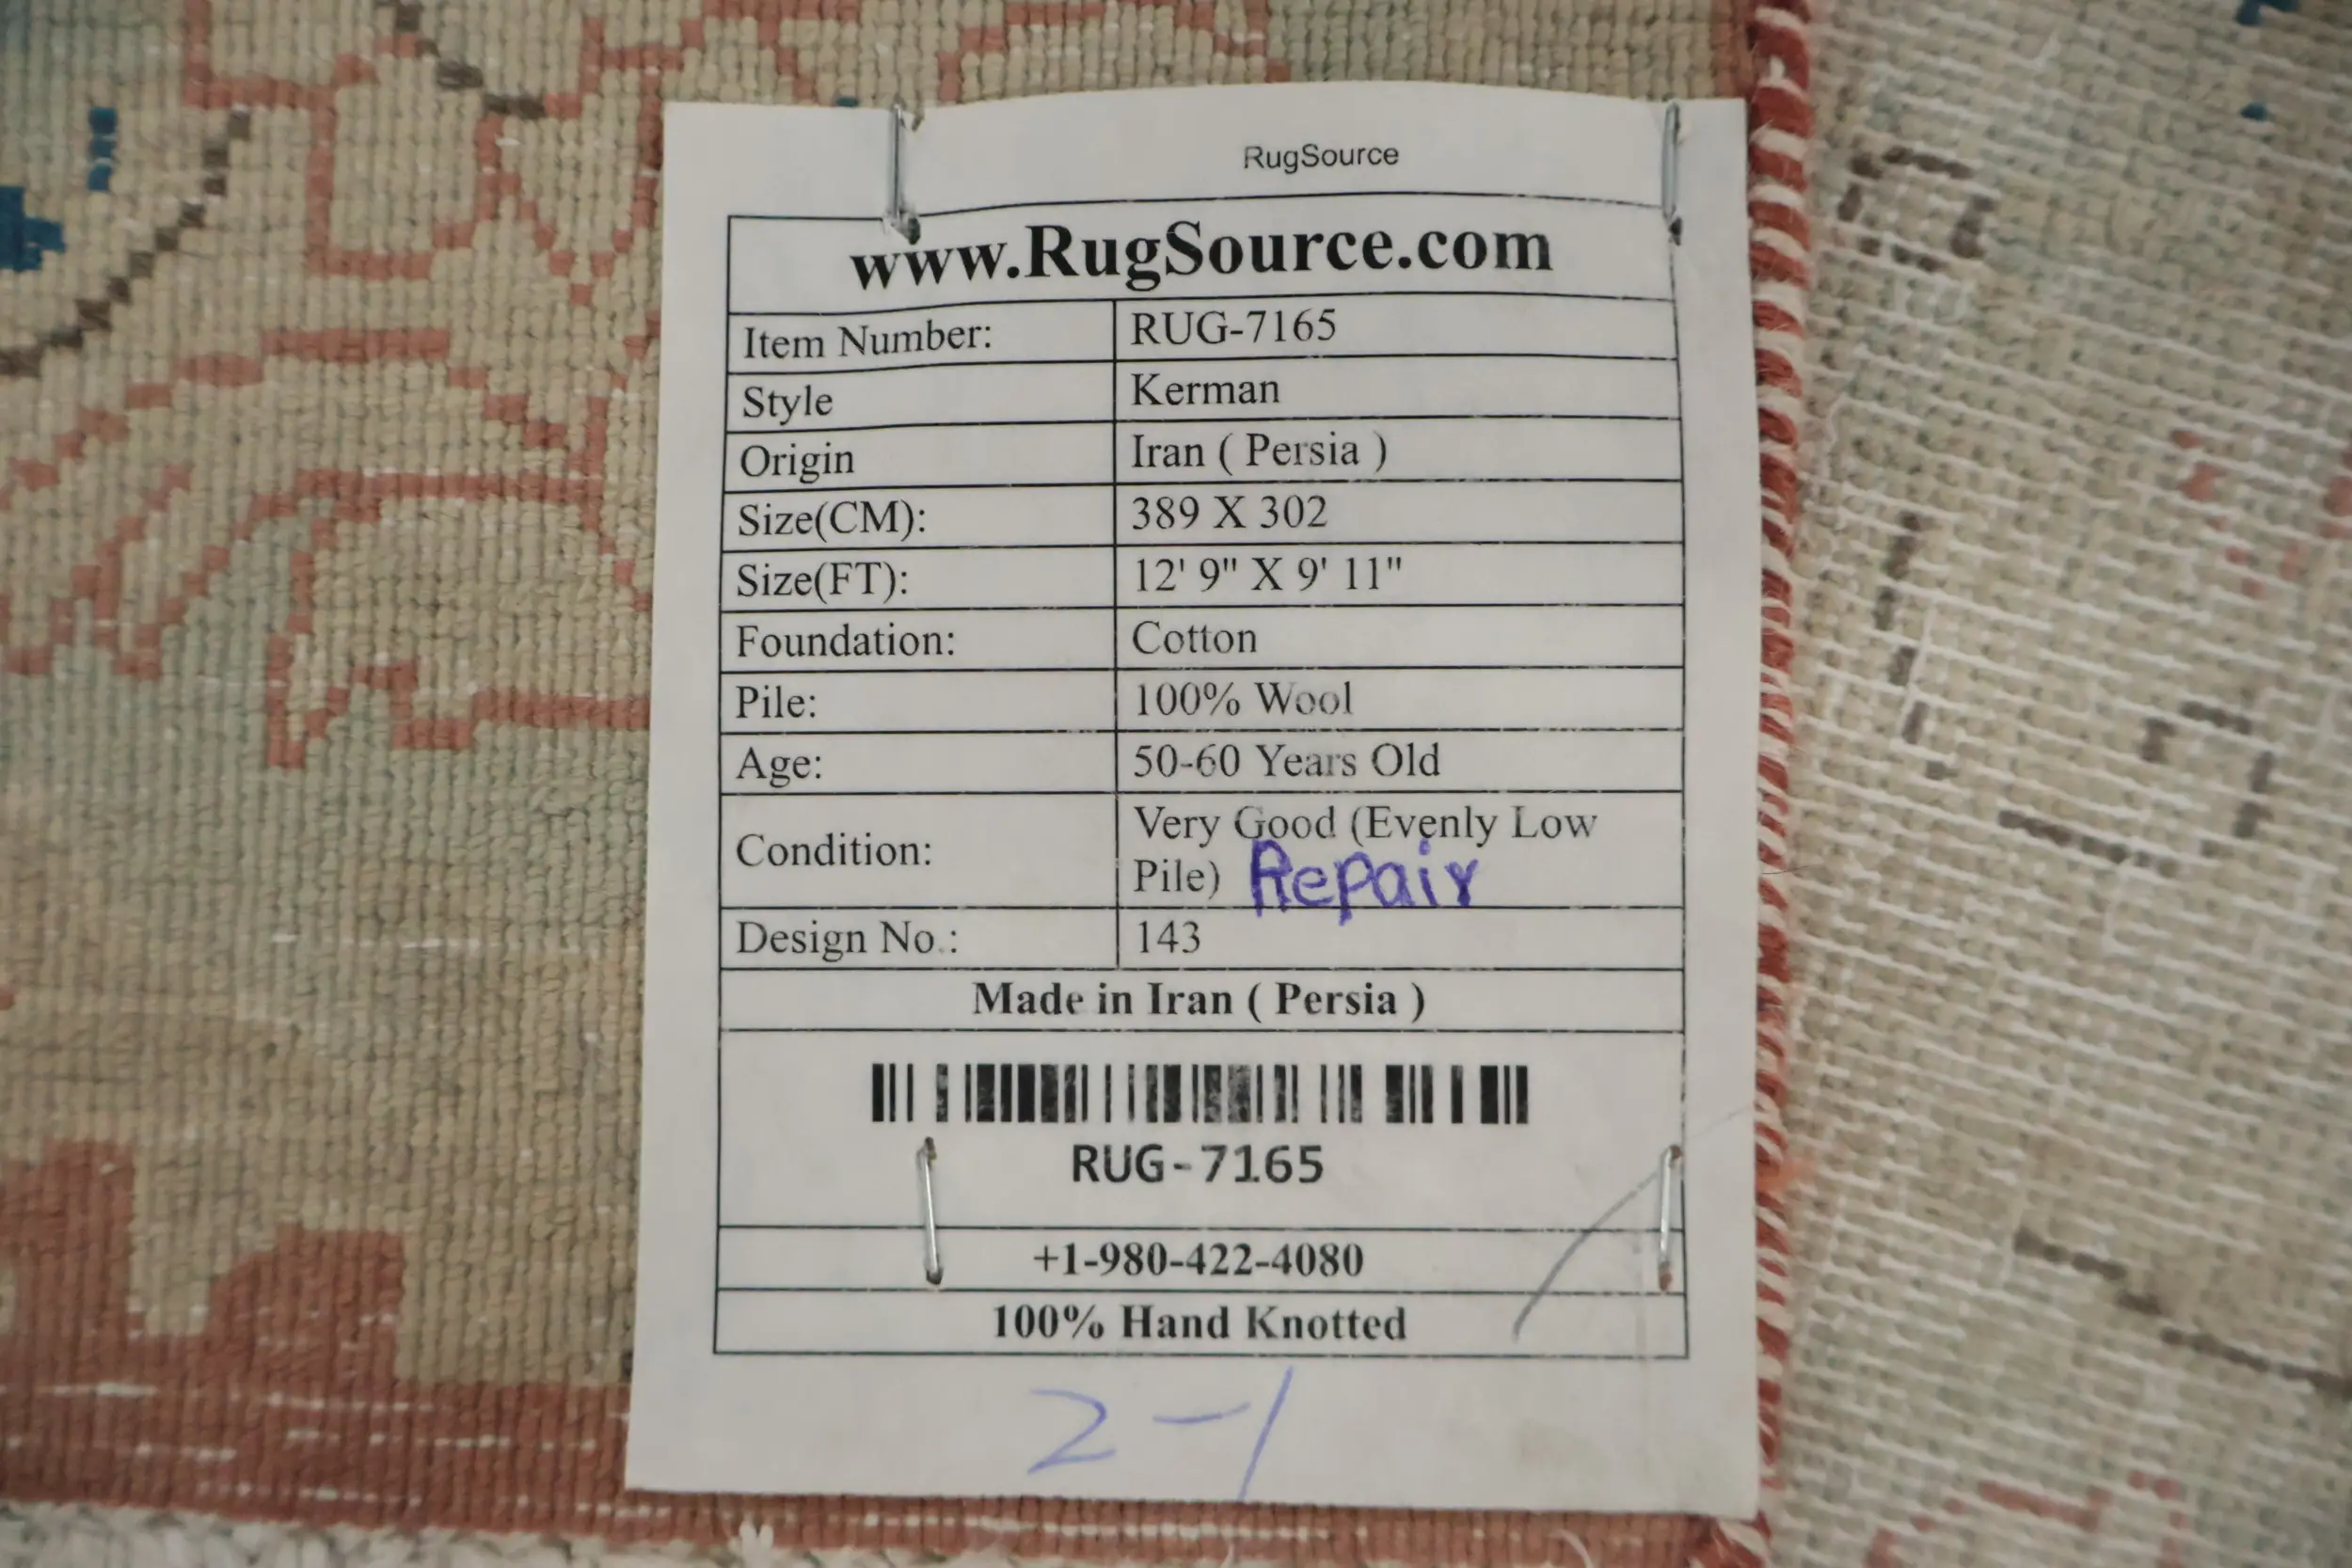 RugSource
www.RugSource.com
Item Number: RUG-7165
Style Kerman
Origin Iran ( Persia )
Size(CM): 389 X 302
Size(FT): 12' 9" X 9' 11"
Foundation: Cotton
Pile: 100% Wool
Age: 50-60 Years Old
Condition: Very Good (Evenly Low
Pile) Repair
Design No.: 143
Made in Iran ( Persia )
RUG-7165
+1-980-422-4080
100% Hand Knotted
2-1